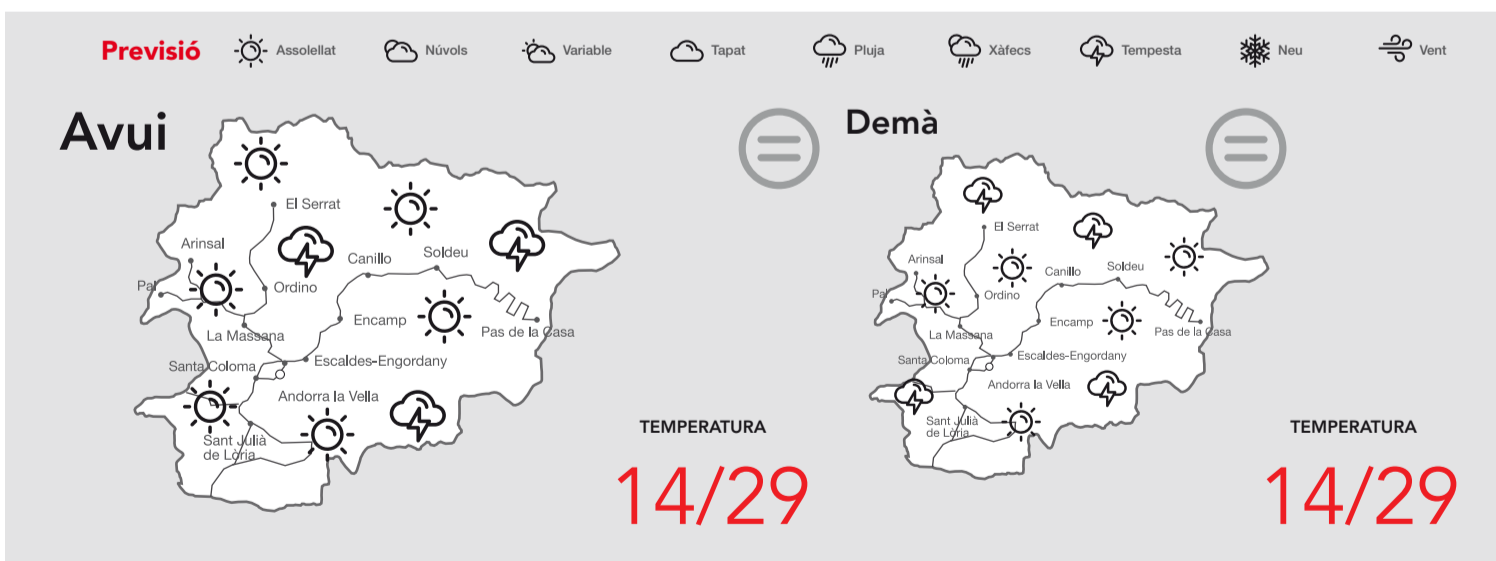 Previsió
Assolellat
Núvols
Variable
Tapat
Pluja
Xàfecs
Tempesta
Neu
Vent
Avui
El Serrat
Arinsal
Soldeu
Canillo
Pal
Ordino
Encamp
La Massana
Pas de la Casa
Santa Coloma
Escaldes-Engordany
Andorra la Vella
Sant Julià
de Lòria
TEMPERATURA
14/29
Demà
El Serrat
Arinsal
Soldeu
Canillo
Pal
Ordino
Encamp
La Massana
Pas de la Casa
Santa Coloma
Escaldes-Engordany
Andorra la Vella
Sant Julià
de Lòria
TEMPERATURA
14/29